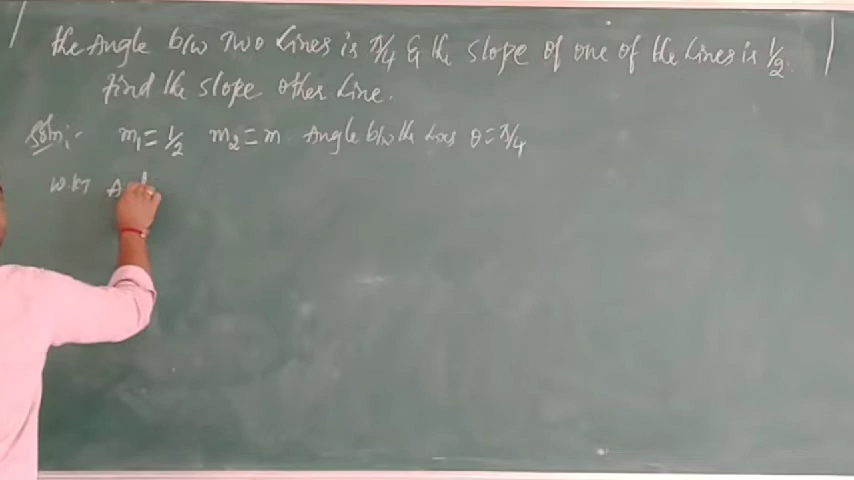 the Angle b/w Two Lines is π/4 & the slope of one of the Lines is 1/2.
find the slope other Line.
Soln:- m₁ = 1/2 m₂ = m. Angle b/w the θ = π/4
W.K.T